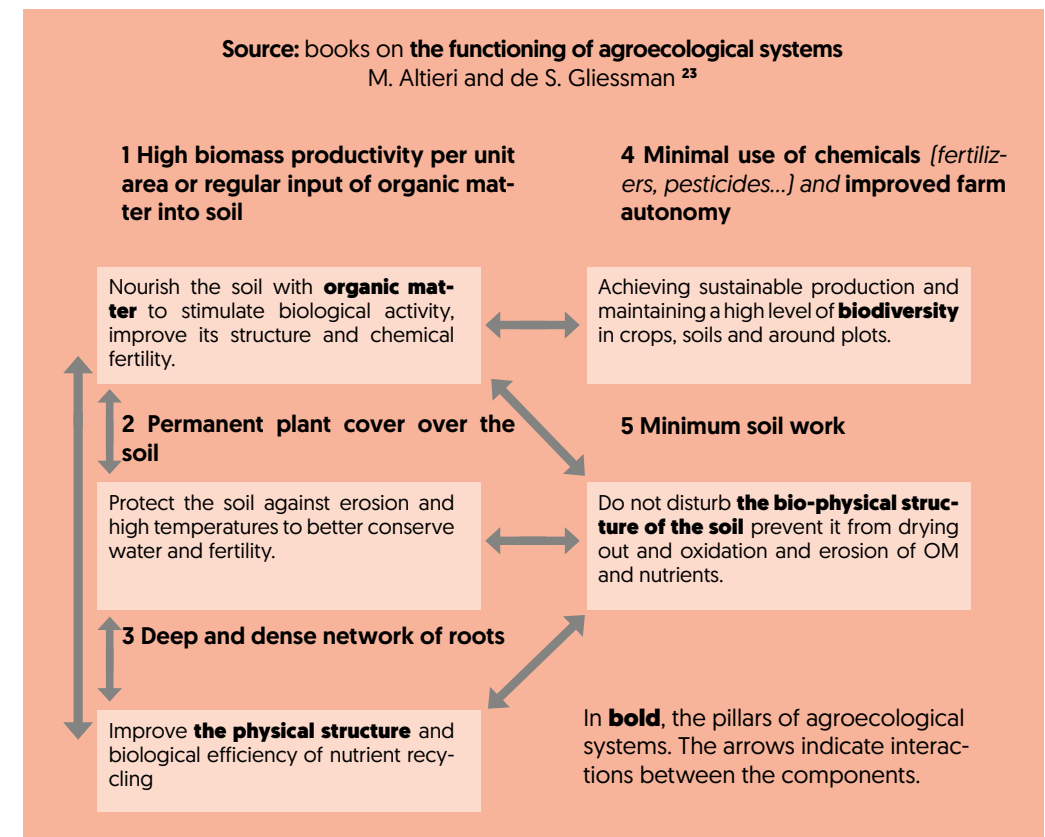 Source: books on the functioning of agroecological systems
M. Altieri and de S. Gliessman 23
1 High biomass productivity per unit
area or regular input of organic mat-
ter into soil
Nourish the soil with organic mat-
ter to stimulate biological activity,
improve its structure and chemical
fertility.
2 Permanent plant cover over the
soil
Protect the soil against erosion and
high temperatures to better conserve
water and fertility.
3 Deep and dense network of roots
Improve the physical structure and
biological efficiency of nutrient recy-
cling
4 Minimal use of chemicals (fertiliz-
ers, pesticides...) and improved farm
autonomy
Achieving sustainable production and
maintaining a high level of biodiversity
in crops, soils and around plots.
5 Minimum soil work
Do not disturb the bio-physical struc-
ture of the soil prevent it from drying
out and oxidation and erosion of OM
and nutrients.
In bold, the pillars of agroecological
systems. The arrows indicate interac-
tions between the components.